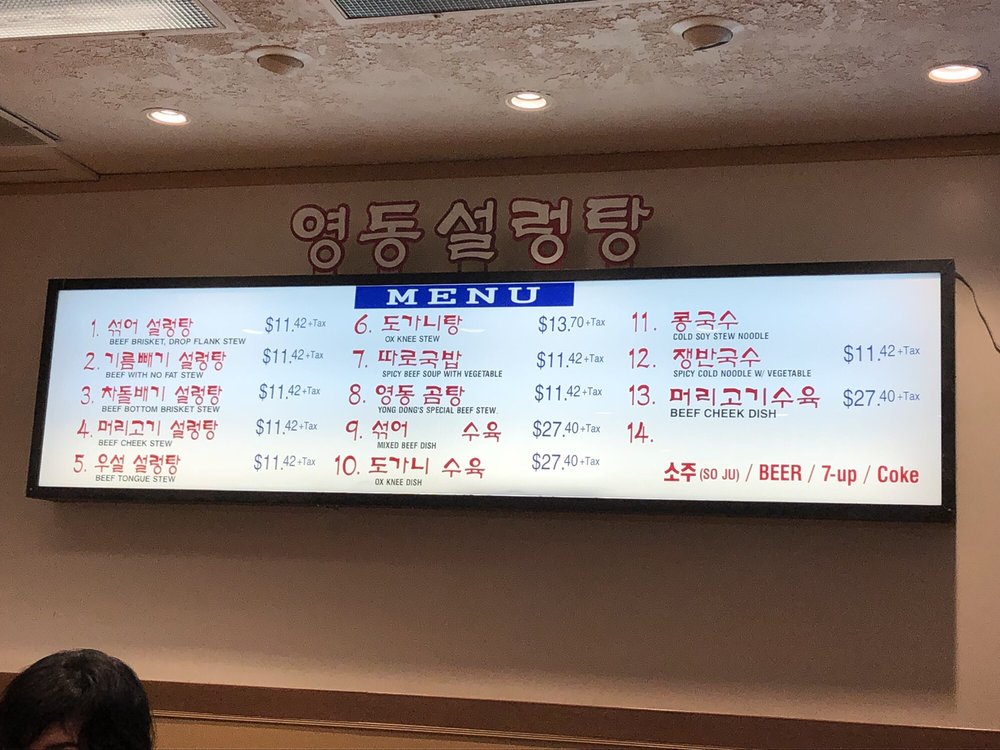 영동설렁탕
MENU
1. 섞어 설렁탕 $11.42+Tax
BEEF BRISKET, DROP FLANK STEW
2. 기름빼기 설렁탕 $11.42+Tax
BEEF WITH NO FAT STEW
3. 차돌배기 설렁탕 $11.42+Tax
BEEF BOTTOM BRISKET STEW
4. 머리고기 설렁탕 $11.42+Tax
BEEF CHEEK STEW
5. 우설 설렁탕 $11.42+Tax
BEEF TONGUE STEW
6. 도가니탕 $13.70+Tax
OX KNEE STEW
7. 따로국밥 $11.42+Tax
SPICY BEEF SOUP WITH VEGETABLE
8. 영동 곰탕 $11.42+Tax
YONG DONG'S SPECIAL BEEF STEW.
9. 섞어 수육 $27.40+Tax
MIXED BEEF DISH
10. 도가니 수육 $27.40+Tax
OX KNEE DISH
11. 콩국수
COLD SOY STEW NOODLE
12. 쟁반국수 $11.42+Tax
SPICY COLD NOODLE W/ VEGETABLE
13. 머리고기수육 $27.40+Tax
BEEF CHEEK DISH
14.
소주(SO JU) / BEER / 7-up / Coke